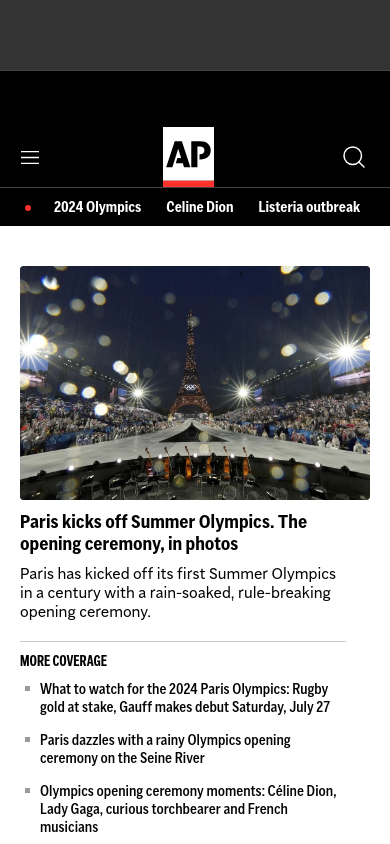 AP
2024 Olympics Celine Dion Listeria outbreak
Paris kicks off Summer Olympics. The
opening ceremony, in photos
Paris has kicked off its first Summer Olympics
in a century with a rain-soaked, rule-breaking
opening ceremony.
MORE COVERAGE
What to watch for the 2024 Paris Olympics: Rugby
gold at stake, Gauff makes debut Saturday, July 27
Paris dazzles with a rainy Olympics opening
ceremony on the Seine River
Olympics opening ceremony moments: Céline Dion,
Lady Gaga, curious torchbearer and French
musicians